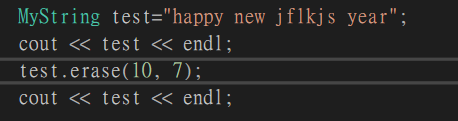 MyString test="happy new jflkjs year";
cout << test << endl;
test.erase(10, 7);
cout << test << endl;